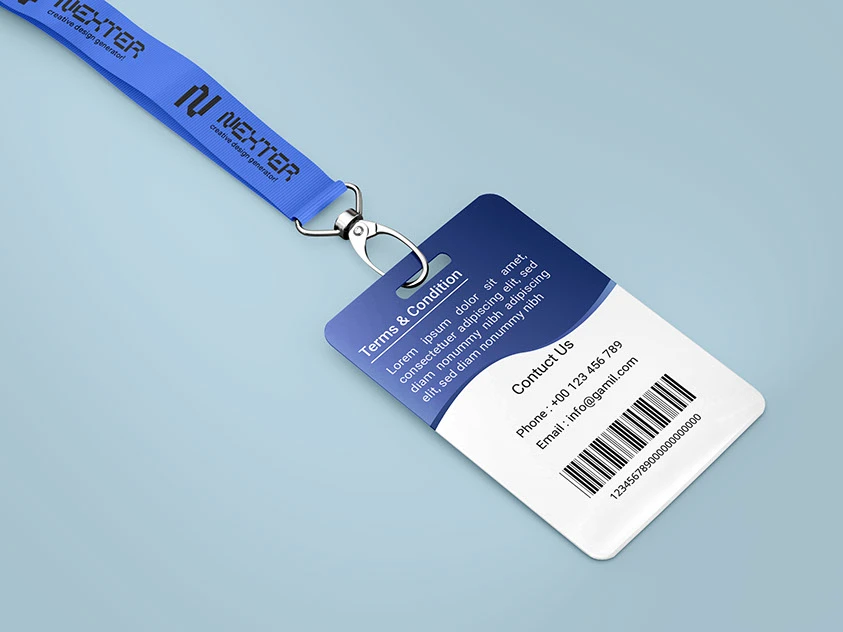 NEXTER
creative design generator!
NEXTER
creative design generator!
Terms & Condition
Lorem ipsum dolor sit amet,
consectetuer adipiscing elit, sed
diam nonummy nibh adipiscing
elit, sed diam nonummy nibh
Contuct Us
Phone : +00 123 456 789
Email : info@gamil.com
123456789000000000000